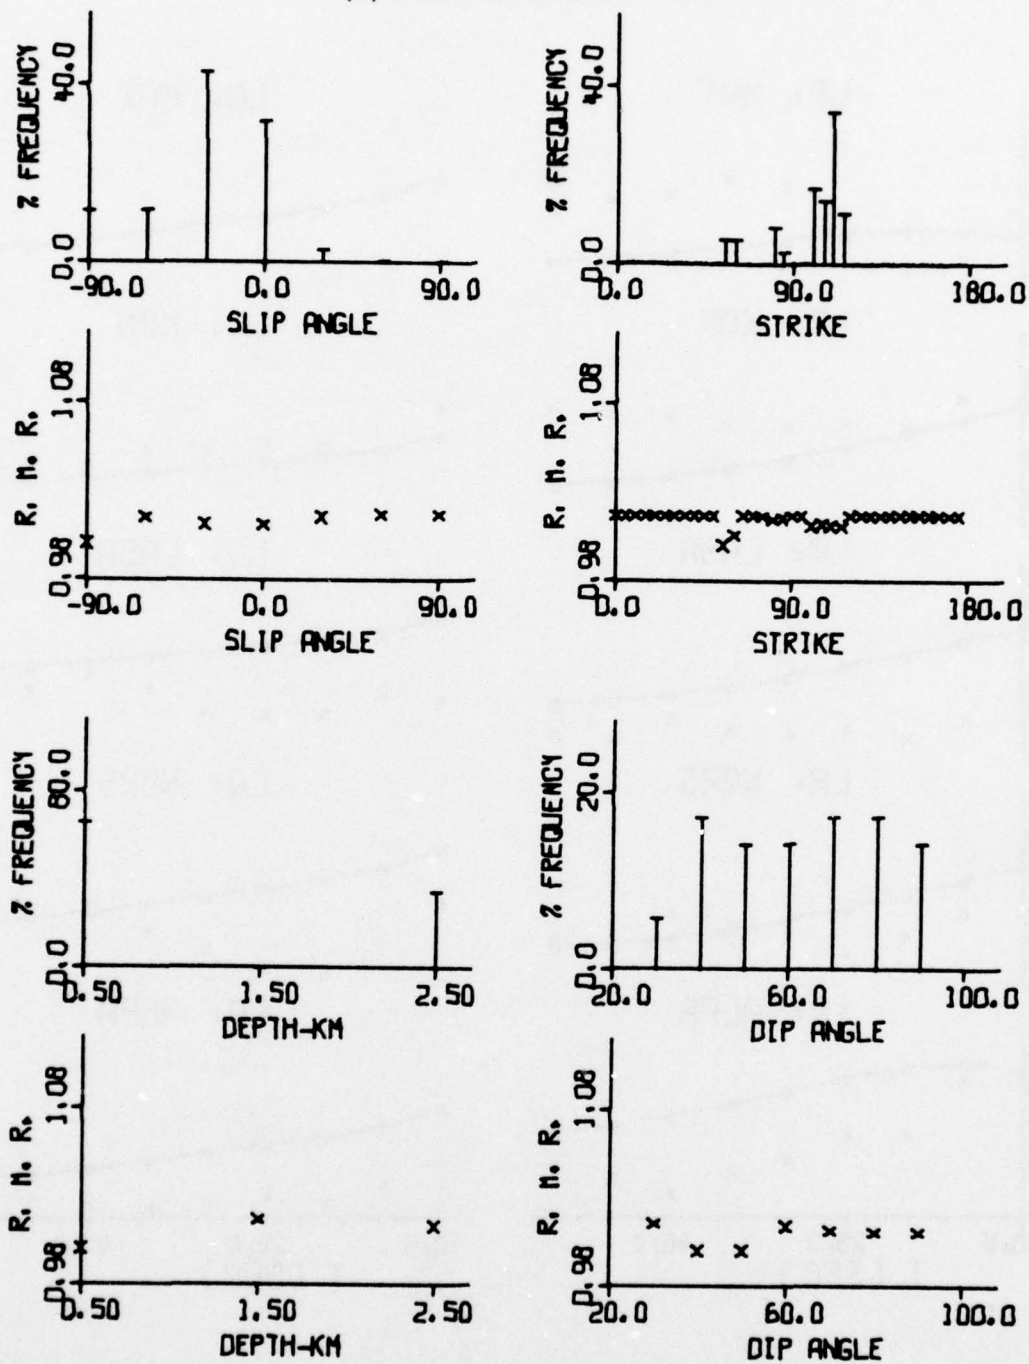 % FREQUENCY
40.0
0.0
-90.0 0.0 90.0
SLIP ANGLE
% FREQUENCY
40.0
0.0
0.0 90.0 180.0
STRIKE
R. M. R.
1.08
0.98
-90.0 0.0 90.0
SLIP ANGLE
R. M. R.
1.08
0.98
0.0 90.0 180.0
STRIKE
% FREQUENCY
80.0
0.0
0.50 1.50 2.50
DEPTH-KM
% FREQUENCY
20.0
0.0
20.0 60.0 100.0
DIP ANGLE
R. M. R.
1.08
0.98
0.50 1.50 2.50
DEPTH-KM
R. M. R.
1.08
0.98
20.0 60.0 100.0
DIP ANGLE